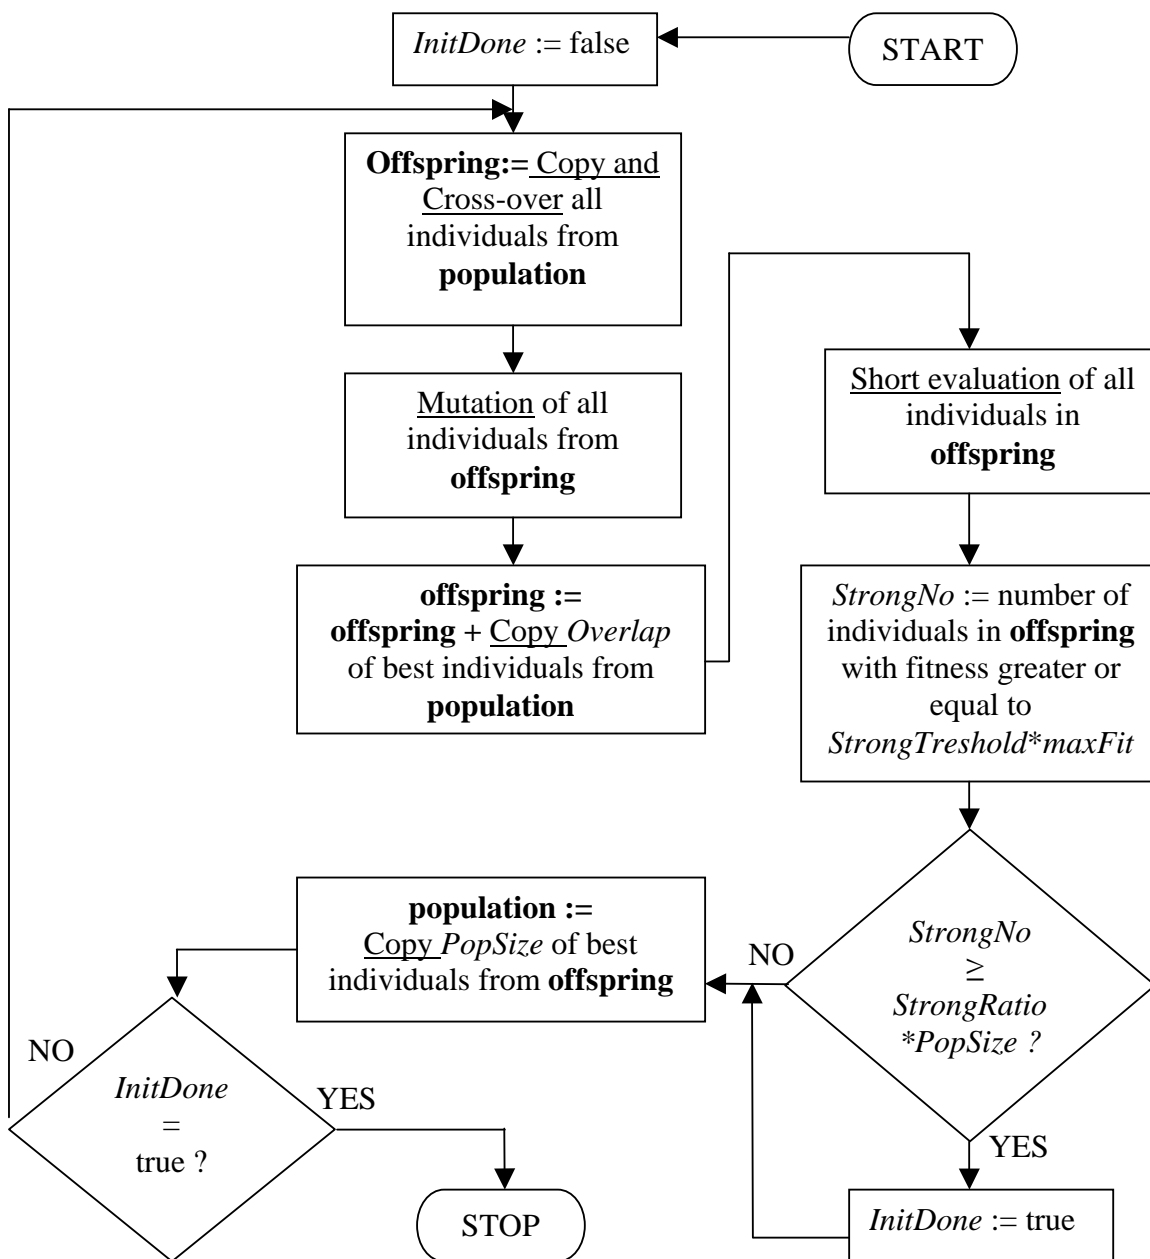 START
InitDone := false
Offspring:= Copy and
Cross-over all
individuals from
population
Mutation of all
individuals from
offspring
offspring :=
offspring + Copy Overlap
of best individuals from
population
Short evaluation of all
individuals in
offspring
StrongNo := number of
individuals in offspring
with fitness greater or
equal to
StrongTreshold*maxFit
StrongNo
≥
StrongRatio
*PopSize ?
NO
YES
InitDone := true
population :=
Copy PopSize of best
individuals from offspring
InitDone
=
true ?
NO
YES
STOP